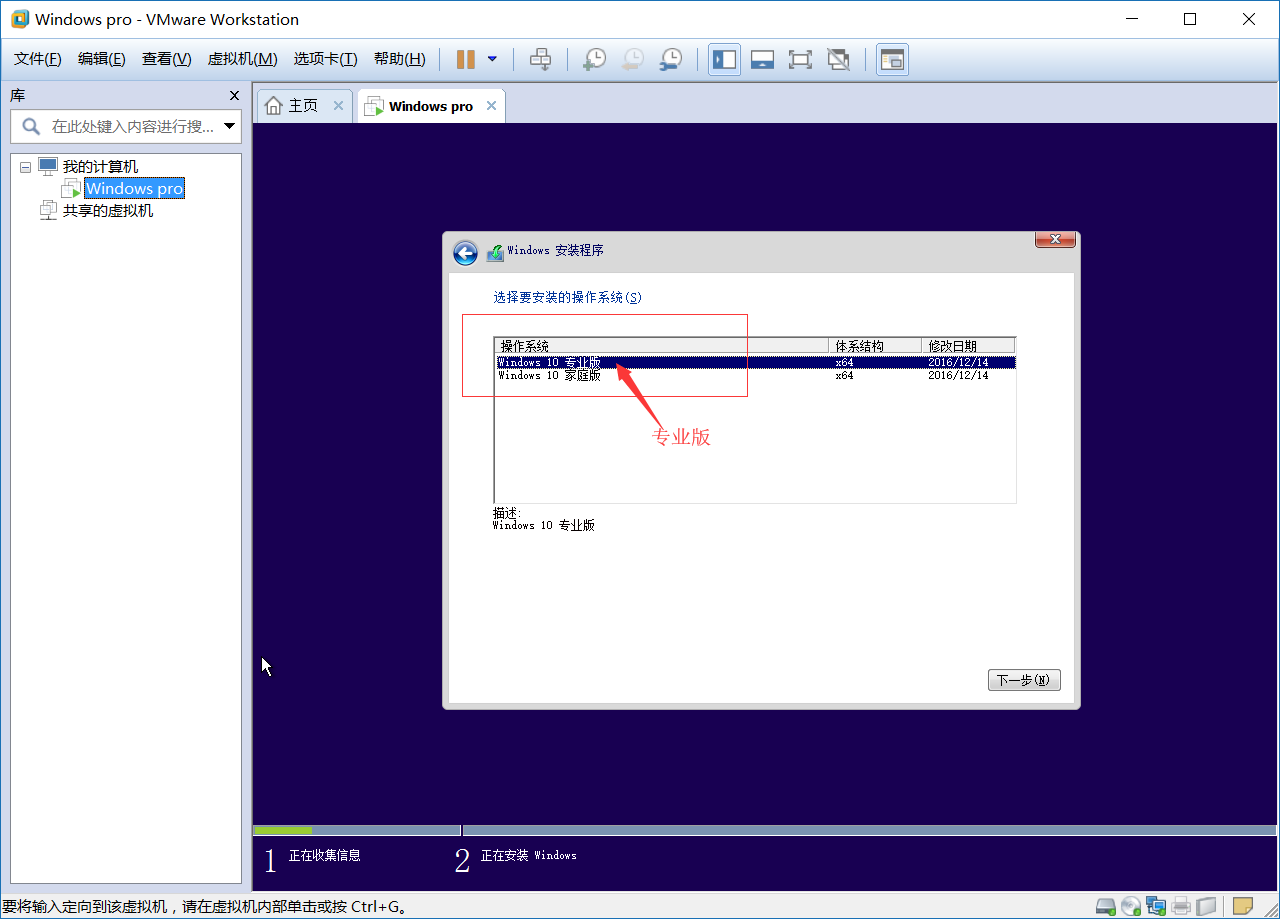 Windows pro - VMware Workstation
文件(F) 编辑(E) 查看(V) 虚拟机(M) 选项卡(T) 帮助(H)
库
主页
Windows pro
在此处键入内容进行搜...
我的计算机
Windows pro
共享的虚拟机
Windows 安装程序
选择要安装的操作系统(S)
操作系统 体系结构 修改日期
Windows 10 专业版 x64 2016/12/14
Windows 10 家庭版 x64 2016/12/14
专业版
描述:
Windows 10 专业版
下一步(N)
1 正在收集信息 2 正在安装 Windows
要将输入定向到该虚拟机，请在虚拟机内部单击或按 Ctrl+G。